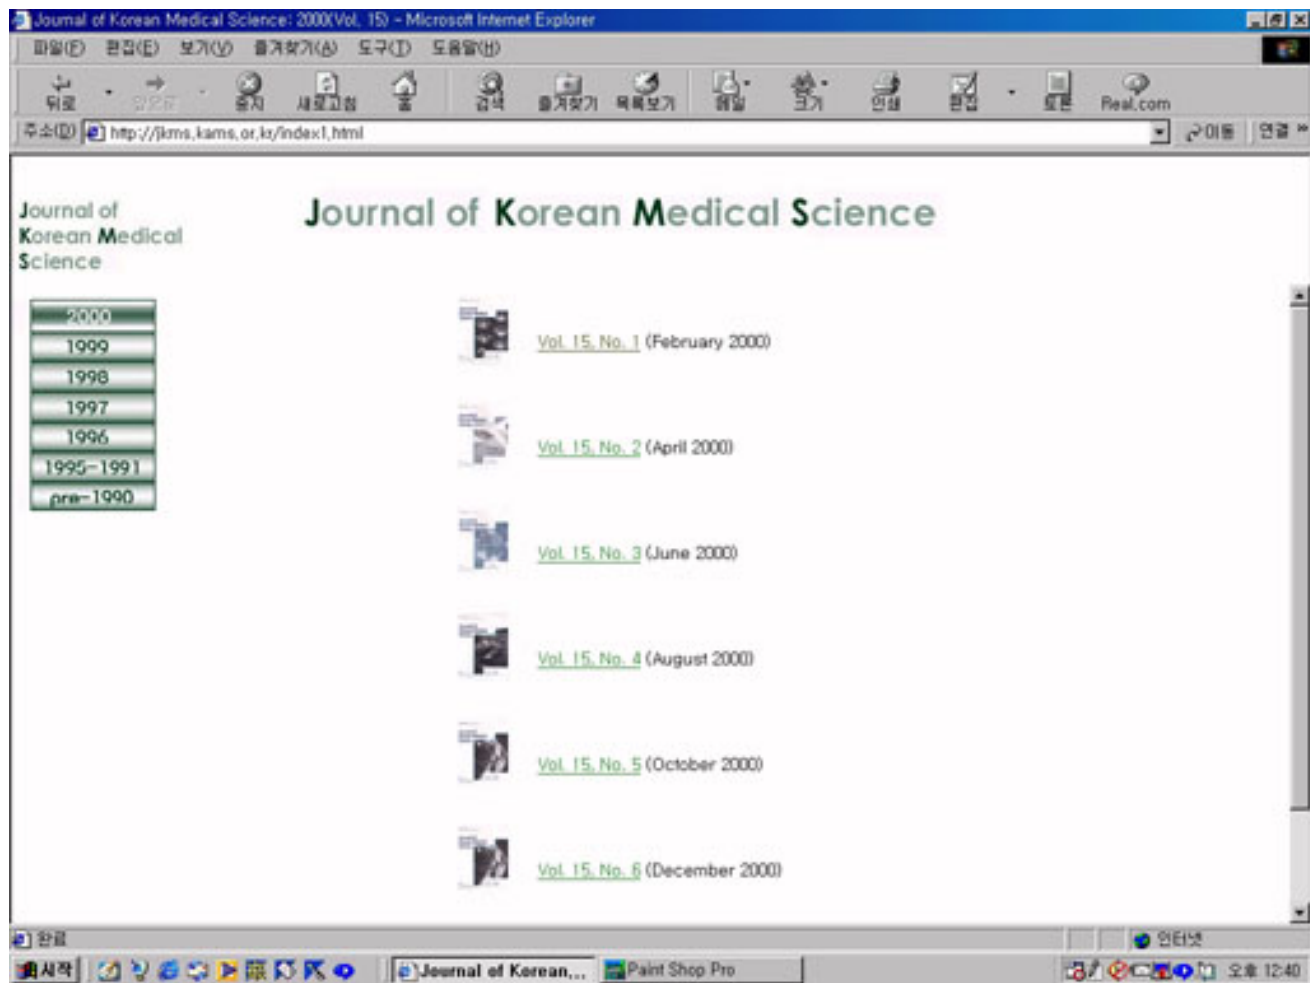 Journal of Korean Medical Science: 2000(Vol. 15) - Microsoft Internet Explorer
파일(F) 편집(E) 보기(V) 즐겨찾기(A) 도구(T) 도움말(H)
뒤로 앞으로 중지 새로고침 홈 검색 즐겨찾기 목록보기 메일 크기 인쇄 편집 토론 Real.com
주소(D) http://jkms.kams.or.kr/index1.html 이동 연결 »
Journal of
Korean Medical
Science
Journal of Korean Medical Science
2000
1999
1998
1997
1996
1995-1991
pre-1990
Vol. 15, No. 1 (February 2000)
Vol. 15, No. 2 (April 2000)
Vol. 15, No. 3 (June 2000)
Vol. 15, No. 4 (August 2000)
Vol. 15, No. 5 (October 2000)
Vol. 15, No. 6 (December 2000)
완료 인터넷
시작 Journal of Korean,... Paint Shop Pro 오후 12:40